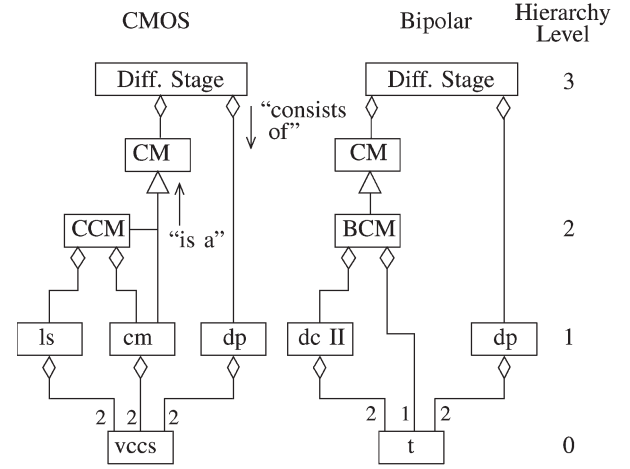 CMOS
Bipolar
Hierarchy
Level
Diff. Stage
Diff. Stage
3
“consists
of”
CM
CM
CCM
“is a”
BCM
2
ls
cm
dp
dc II
dp
1
2 2 2
2 1 2
vccs
t
0